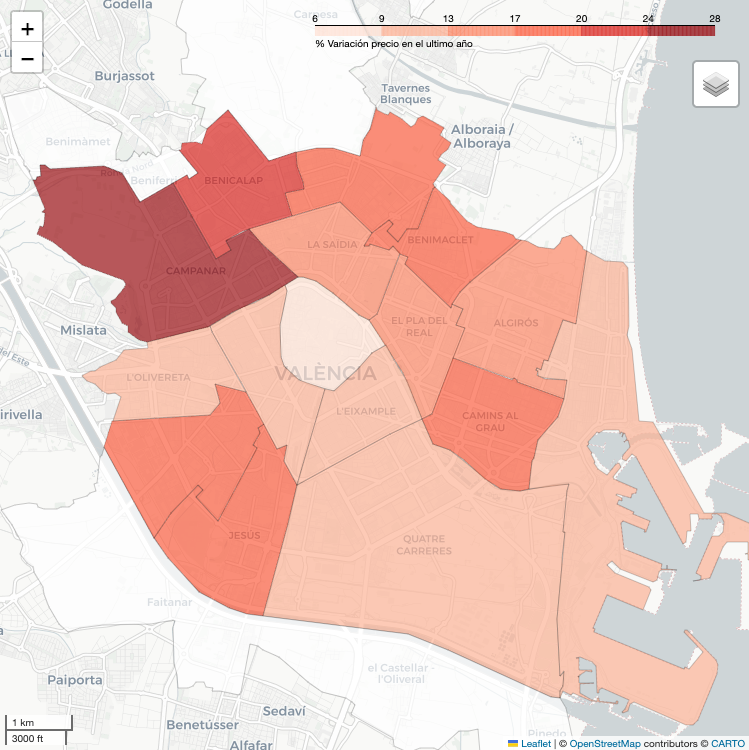 Godella
Carpesa
6 9 13 17 20 24 28
% Variación precio en el ultimo año
+
−
Burjassot
Tavernes
Blanques
Alboraia /
Alboraya
Benimàmet
BENICALAP
BENIMACLET
LA SAÏDIA
CAMPANAR
EL PLA DEL
REAL
ALGIRÓS
Mislata
L'OLIVERETA
VALÈNCIA
L'EIXAMPLE
CAMINS AL
GRAU
irivella
JESÚS
QUATRE
CARRERES
Faitanar
el Castellar -
l'Oliveral
Paiporta
Sedaví
Benetússer
Alfafar
Pinedo
1 km
3000 ft
Leaflet | © OpenStreetMap contributors © CARTO